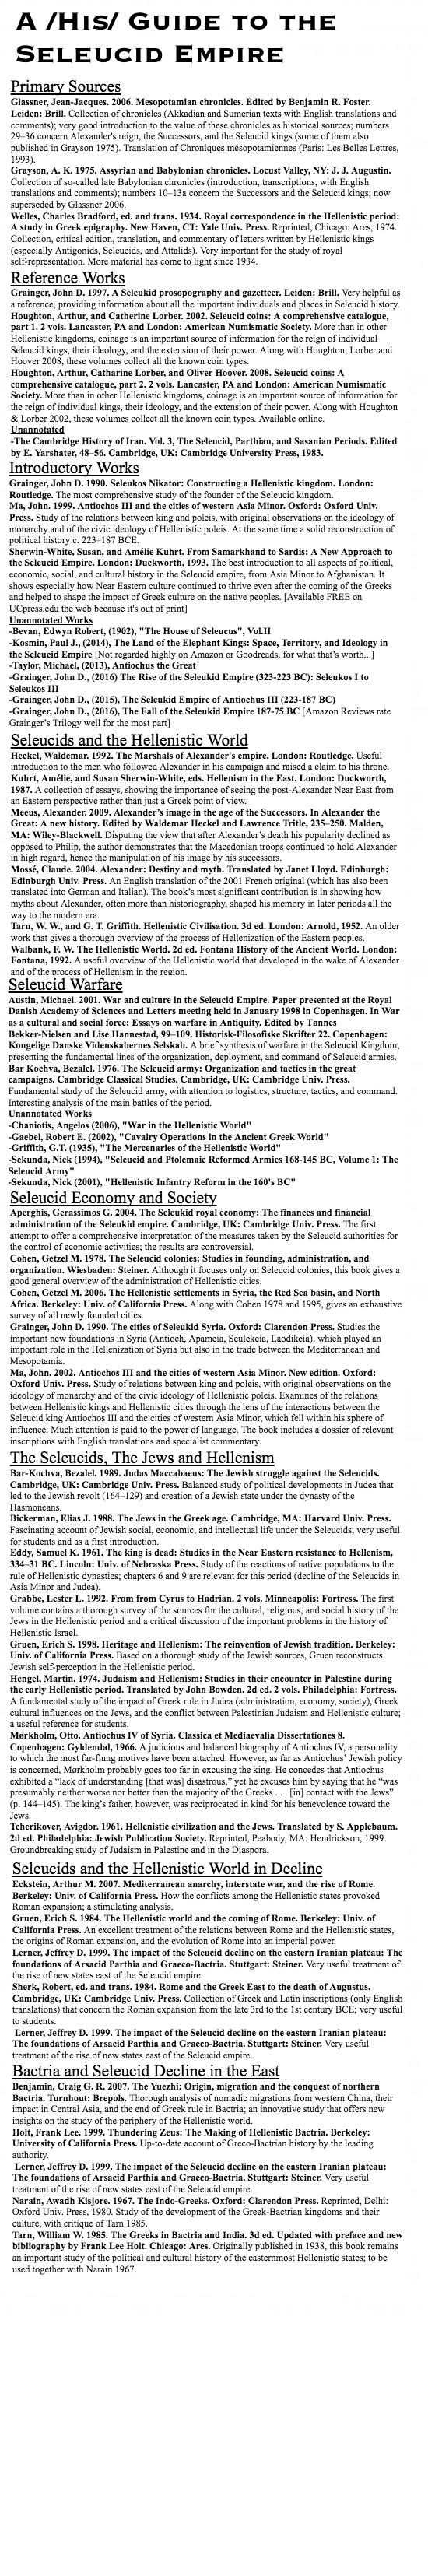 A /His/ Guide to the
Seleucid Empire
Primary Sources
Glassner, Jean-Jacques. 2006. Mesopotamian chronicles. Edited by Benjamin R. Foster.
Leiden: Brill. Collection of chronicles (Akkadian and Sumerian texts with English translations and
comments); very good introduction to the value of these chronicles as historical sources; numbers
29–36 concern Alexander's reign, the Successors, and the Seleucid kings (some of them also
published in Grayson 1975). Translation of Chroniques mésopotamiennes (Paris: Les Belles Lettres,
1993).
Grayson, A. K. 1975. Assyrian and Babylonian chronicles. Locust Valley, NY: J. J. Augustin.
Collection of so-called late Babylonian chronicles (introduction, transcriptions, with English
translations and comments); numbers 10–13a concern the Successors and the Seleucid kings; now
superseded by Glassner 2006.
Welles, Charles Bradford, ed. and trans. 1934. Royal correspondence in the Hellenistic period:
A study in Greek epigraphy. New Haven, CT: Yale Univ. Press. Reprinted, Chicago: Ares, 1974.
Collection, critical edition, translation, and commentary of letters written by Hellenistic kings
(especially Antigonids, Seleucids, and Attalids). Very important for the study of royal
self-representation. More material has come to light since 1934.
Reference Works
Grainger, John D. 1997. A Seleukid prosopography and gazetteer. Leiden: Brill. Very helpful as
a reference, providing information about all the important individuals and places in Seleucid history.
Houghton, Arthur, and Catherine Lorber. 2002. Seleucid coins: A comprehensive catalogue,
part 1. 2 vols. Lancaster, PA and London: American Numismatic Society. More than in other
Hellenistic kingdoms, coinage is an important source of information for the reign of individual
Seleucid kings, their ideology, and the extension of their power. Along with Houghton, Lorber and
Hoover 2008, these volumes collect all the known coin types.
Houghton, Arthur, Catharine Lorber, and Oliver Hoover. 2008. Seleucid coins: A
comprehensive catalogue, part 2. 2 vols. Lancaster, PA and London: American Numismatic
Society. More than in other Hellenistic kingdoms, coinage is an important source of information for
the reign of individual kings, their ideology, and the extension of their power. Along with Houghton
& Lorber 2002, these volumes collect all the known coin types. Available online.
Unannotated
-The Cambridge History of Iran. Vol. 3, The Seleucid, Parthian, and Sasanian Periods. Edited
by E. Yarshater, 48–56. Cambridge, UK: Cambridge University Press, 1983.
Introductory Works
Grainger, John D. 1990. Seleukos Nikator: Constructing a Hellenistic kingdom. London:
Routledge. The most comprehensive study of the founder of the Seleucid kingdom.
Ma, John. 1999. Antiochos III and the cities of western Asia Minor. Oxford: Oxford Univ.
Press. Study of the relations between king and poleis, with original observations on the ideology of
monarchy and of the civic ideology of Hellenistic poleis. At the same time a solid reconstruction of
political history c. 223–187 BCE.
Sherwin-White, Susan, and Amélie Kuhrt. From Samarkhand to Sardis: A New Approach to
the Seleucid Empire. London: Duckworth, 1993. The best introduction to all aspects of political,
economic, social, and cultural history in the Seleucid empire, from Asia Minor to Afghanistan. It
shows especially how Near Eastern culture continued to thrive even after the coming of the Greeks
and helped to shape the impact of Greek culture on the native peoples. [Available FREE on
UCpress.edu the web because it's out of print]
Unannotated Works
-Bevan, Edwyn Robert, (1902), "The House of Seleucus", Vol.II
-Kosmin, Paul J., (2014), The Land of the Elephant Kings: Space, Territory, and Ideology in
the Seleucid Empire [Not regarded highly on Amazon or Goodreads, for what that's worth...]
-Taylor, Michael, (2013), Antiochus the Great
-Grainger, John D., (2016) The Rise of the Seleukid Empire (323-223 BC): Seleukos I to
Seleukos III
-Grainger, John D., (2015), The Seleukid Empire of Antiochus III (223-187 BC)
-Grainger, John D., (2016), The Fall of the Seleukid Empire 187-75 BC [Amazon Reviews rate
Grainger's Trilogy well for the most part]
Seleucids and the Hellenistic World
Heckel, Waldemar. 1992. The Marshals of Alexander's empire. London: Routledge. Useful
introduction to the men who followed Alexander in his campaign and raised a claim to his throne.
Kuhrt, Amélie, and Susan Sherwin-White, eds. Hellenism in the East. London: Duckworth,
1987. A collection of essays, showing the importance of seeing the post-Alexander Near East from
an Eastern perspective rather than just a Greek point of view.
Meeus, Alexander. 2009. Alexander's image in the age of the Successors. In Alexander the
Great: A new history. Edited by Waldemar Heckel and Lawrence Tritle, 235–250. Malden,
MA: Wiley-Blackwell. Disputing the view that after Alexander's death his popularity declined as
opposed to Philip, the author demonstrates that the Macedonian troops continued to hold Alexander
in high regard, hence the manipulation of his image by his successors.
Mossé, Claude. 2004. Alexander: Destiny and myth. Translated by Janet Lloyd. Edinburgh:
Edinburgh Univ. Press. An English translation of the 2001 French original (which has also been
translated into German and Italian). The book's most significant contribution is in showing how
myths about Alexander, often more than historiography, shaped his memory in later periods all the
way to the modern era.
Tarn, W. W., and G. T. Griffith. Hellenistic Civilisation. 3d ed. London: Arnold, 1952. An older
work that gives a thorough overview of the process of Hellenization of the Eastern peoples.
Walbank, F. W. The Hellenistic World. 2d ed. Fontana History of the Ancient World. London:
Fontana, 1992. A useful overview of the Hellenistic world that developed in the wake of Alexander
and of the process of Hellenism in the region.
Seleucid Warfare
Austin, Michael. 2001. War and culture in the Seleucid Empire. Paper presented at the Royal
Danish Academy of Sciences and Letters meeting held in January 1998 in Copenhagen. In War
as a cultural and social force: Essays on warfare in Antiquity. Edited by Tønnes
Bekker-Nielsen and Lise Hannestad, 99–109. Historisk-Filosofiske Skrifter 22. Copenhagen:
Kongelige Danske Videnskabernes Selskab. A brief synthesis of warfare in the Seleucid Kingdom,
presenting the fundamental lines of the organization, deployment, and command of Seleucid armies.
Bar Kochva, Bezalel. 1976. The Seleucid army: Organization and tactics in the great
campaigns. Cambridge Classical Studies. Cambridge, UK: Cambridge Univ. Press.
Fundamental study of the Seleucid army, with attention to logistics, structure, tactics, and command.
Interesting analysis of the main battles of the period.
Unannotated Works
-Chaniotis, Angelos (2006), "War in the Hellenistic World"
-Gaebel, Robert E. (2002), "Cavalry Operations in the Ancient Greek World"
-Griffith, G.T. (1935), "The Mercenaries of the Hellenistic World"
-Sekunda, Nick (1994), "Seleucid and Ptolemaic Reformed Armies 168-145 BC, Volume 1: The
Seleucid Army"
-Sekunda, Nick (2001), "Hellenistic Infantry Reform in the 160's BC"
Seleucid Economy and Society
Aperghis, Gerassimos G. 2004. The Seleukid royal economy: The finances and financial
administration of the Seleukid empire. Cambridge, UK: Cambridge Univ. Press. The first
attempt to offer a comprehensive interpretation of the measures taken by the Seleucid authorities for
the control of economic activities; the results are controversial.
Cohen, Getzel M. 1978. The Seleucid colonies: Studies in founding, administration, and
organization. Wiesbaden: Steiner. Although it focuses only on Seleucid colonies, this book gives a
good general overview of the administration of Hellenistic cities.
Cohen, Getzel M. 2006. The Hellenistic settlements in Syria, the Red Sea basin, and North
Africa. Berkeley: Univ. of California Press. Along with Cohen 1978 and 1995, gives an exhaustive
survey of all newly founded cities.
Grainger, John D. 1990. The cities of Seleukid Syria. Oxford: Clarendon Press. Studies the
important new foundations in Syria (Antioch, Apameia, Seulekeia, Laodikeia), which played an
important role in the Hellenization of Syria but also in the trade between the Mediterranean and
Mesopotamia.
Ma, John. 2002. Antiochos III and the cities of western Asia Minor. New edition. Oxford:
Oxford Univ. Press. Study of relations between king and poleis, with original observations on the
ideology of monarchy and of the civic ideology of Hellenistic poleis. Examines of the relations
between Hellenistic kings and Hellenistic cities through the lens of the interactions between the
Seleucid king Antiochos III and the cities of western Asia Minor, which fell within his sphere of
influence. Much attention is paid to the power of language. The book includes a dossier of relevant
inscriptions with English translations and specialist commentary.
The Seleucids, The Jews and Hellenism
Bar-Kochva, Bezalel. 1989. Judas Maccabaeus: The Jewish struggle against the Seleucids.
Cambridge, UK: Cambridge Univ. Press. Balanced study of political developments in Judea that
led to the Jewish revolt (164–129) and creation of a Jewish state under the dynasty of the
Hasmoneans.
Bickerman, Elias J. 1988. The Jews in the Greek age. Cambridge, MA: Harvard Univ. Press.
Fascinating account of Jewish social, economic, and intellectual life under the Seleucids; very useful
for students and as a first introduction.
Eddy, Samuel K. 1961. The king is dead: Studies in the Near Eastern resistance to Hellenism,
334–31 BC. Lincoln: Univ. of Nebraska Press. Study of the reactions of native populations to the
rule of Hellenistic dynasties; chapters 6 and 9 are relevant for this period (decline of the Seleucids in
Asia Minor and Judea).
Grabbe, Lester L. 1992. From from Cyrus to Hadrian. 2 vols. Minneapolis: Fortress. The first
volume contains a thorough survey of the sources for the cultural, religious, and social history of the
Jews in the Hellenistic period and a critical discussion of the important problems in the history of
Hellenistic Israel.
Gruen, Erich S. 1998. Heritage and Hellenism: The reinvention of Jewish tradition. Berkeley:
Univ. of California Press. Based on a thorough study of the Jewish sources, Gruen reconstructs
Jewish self-perception in the Hellenistic period.
Hengel, Martin. 1974. Judaism and Hellenism: Studies in their encounter in Palestine during
the early Hellenistic period. Translated by John Bowden. 2d ed. 2 vols. Philadelphia: Fortress.
A fundamental study of the impact of Greek rule in Judea (administration, economy, society), Greek
cultural influences on the Jews, and the conflict between Palestinian Judaism and Hellenistic culture;
a useful reference for students.
Mørkholm, Otto. Antiochus IV of Syria. Classica et Mediaevalia Dissertationes 8.
Copenhagen: Gyldendal, 1966. A judicious and balanced biography of Antiochus IV, a personality
to which the most far-flung motives have been attached. However, as far as Antiochus' Jewish policy
is concerned, Mørkholm probably goes too far in excusing the king. He concedes that Antiochus
exhibited a "lack of understanding [that was] disastrous," yet he excuses him by saying that he "was
presumably neither worse nor better than the majority of the Greeks . . . [in] contact with the Jews"
(p. 144–145). The king's father, however, was reciprocated in kind for his benevolence toward the
Jews.
Tcherikover, Avigdor. 1961. Hellenistic civilization and the Jews. Translated by S. Applebaum.
2d ed. Philadelphia: Jewish Publication Society. Reprinted, Peabody, MA: Hendrickson, 1999.
Groundbreaking study of Judaism in Palestine and in the Diaspora.
Seleucids and the Hellenistic World in Decline
Eckstein, Arthur M. 2007. Mediterranean anarchy, interstate war, and the rise of Rome.
Berkeley: Univ. of California Press. How the conflicts among the Hellenistic states provoked
Roman expansion; a stimulating analysis.
Gruen, Erich S. 1984. The Hellenistic world and the coming of Rome. Berkeley: Univ. of
California Press. An excellent treatment of the relations between Rome and the Hellenistic states,
the origins of Roman expansion, and the evolution of Rome into an imperial power.
Lerner, Jeffrey D. 1999. The impact of the Seleucid decline on the eastern Iranian plateau: The
foundations of Arsacid Parthia and Graeco-Bactria. Stuttgart: Steiner. Very useful treatment of
the rise of new states east of the Seleucid empire.
Sherk, Robert, ed. and trans. 1984. Rome and the Greek East to the death of Augustus.
Cambridge, UK: Cambridge Univ. Press. Collection of Greek and Latin inscriptions (only English
translations) that concern the Roman expansion from the late 3rd to the 1st century BCE; very useful
to students.
Lerner, Jeffrey D. 1999. The impact of the Seleucid decline on the eastern Iranian plateau:
The foundations of Arsacid Parthia and Graeco-Bactria. Stuttgart: Steiner. Very useful
treatment of the rise of new states east of the Seleucid empire.
Bactria and Seleucid Decline in the East
Benjamin, Craig G. R. 2007. The Yuezhi: Origin, migration and the conquest of northern
Bactria. Turnhout: Brepols. Thorough analysis of nomadic migrations from western China, their
impact in Central Asia, and the end of Greek rule in Bactria; an innovative study that offers new
insights on the study of the periphery of the Hellenistic world.
Holt, Frank Lee. 1999. Thundering Zeus: The Making of Hellenistic Bactria. Berkeley:
University of California Press. Up-to-date account of Greco-Bactrian history by the leading
authority.
Lerner, Jeffrey D. 1999. The impact of the Seleucid decline on the eastern Iranian plateau:
The foundations of Arsacid Parthia and Graeco-Bactria. Stuttgart: Steiner. Very useful
treatment of the rise of new states east of the Seleucid empire.
Narain, Awadh Kisjore. 1967. The Indo-Greeks. Oxford: Clarendon Press. Reprinted, Delhi:
Oxford Univ. Press, 1980. Study of the development of the Greek-Bactrian kingdoms and their
culture, with critique of Tarn 1985.
Tarn, William W. 1985. The Greeks in Bactria and India. 3d ed. Updated with preface and new
bibliography by Frank Lee Holt. Chicago: Ares. Originally published in 1938, this book remains
an important study of the political and cultural history of the easternmost Hellenistic states; to be
used together with Narain 1967.